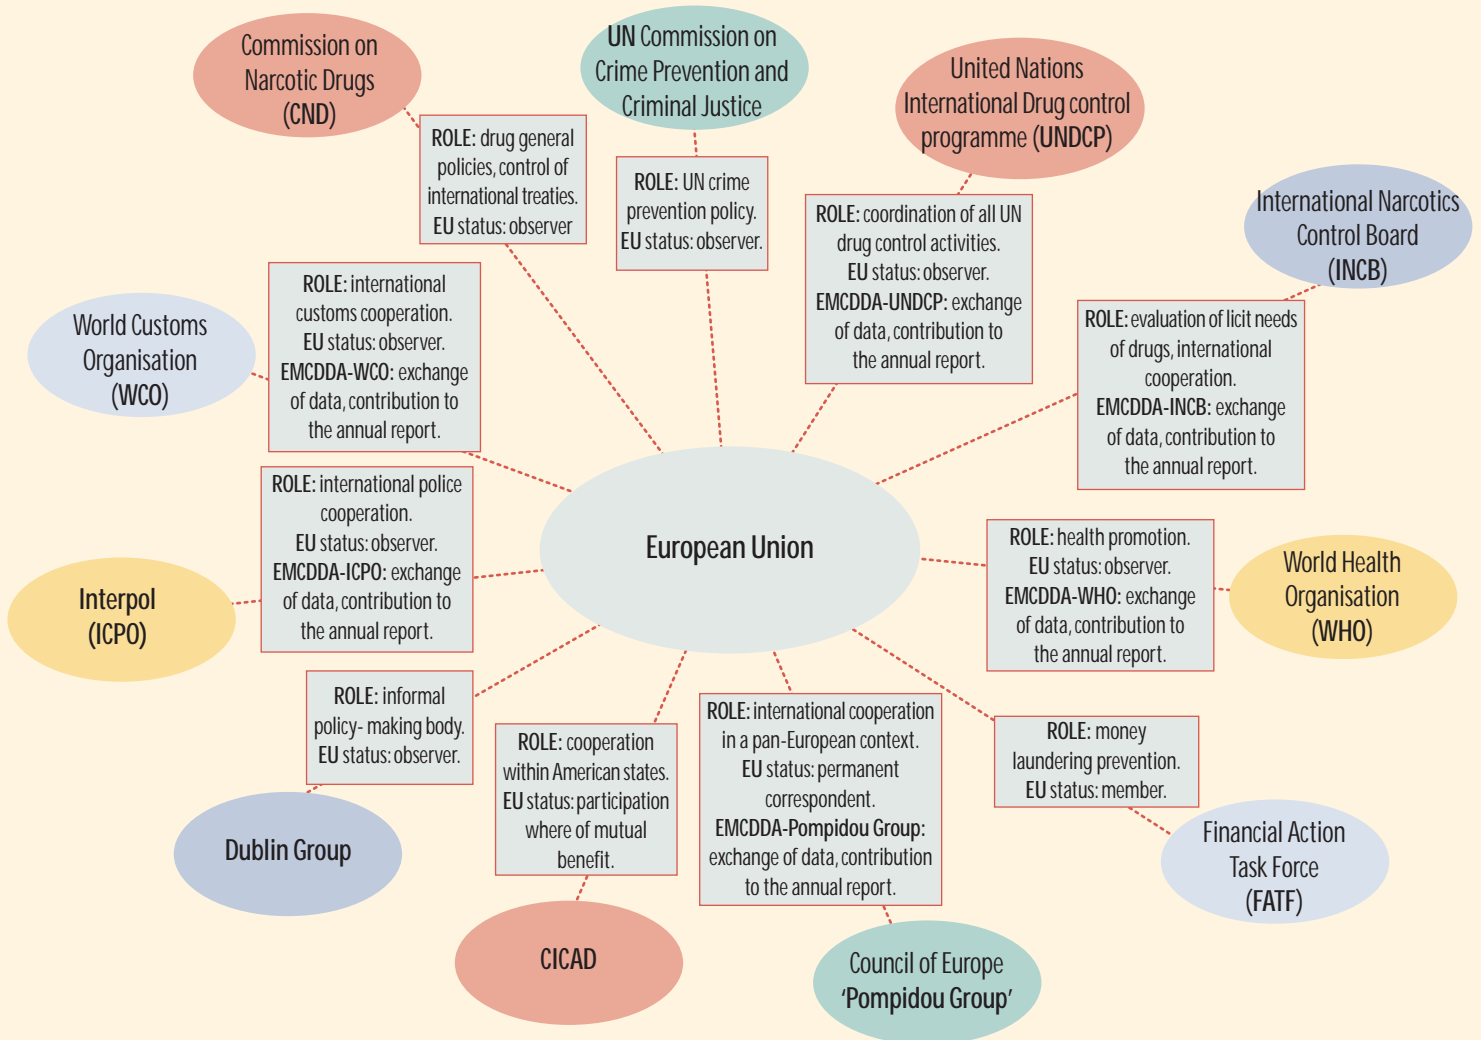 Commission on
Narcotic Drugs
(CND)
ROLE: drug general
policies, control of
international treaties.
EU status: observer
UN Commission on
Crime Prevention and
Criminal Justice
ROLE: UN crime
prevention policy.
EU status: observer.
United Nations
International Drug control
programme (UNDCP)
ROLE: coordination of all UN
drug control activities.
EU status: observer.
EMCDDA-UNDCP: exchange
of data, contribution to
the annual report.
International Narcotics
Control Board
(INCB)
ROLE: evaluation of licit needs
of drugs, international
cooperation.
EMCDDA-INCB: exchange
of data, contribution to
the annual report.
World Customs
Organisation
(WCO)
ROLE: international
customs cooperation.
EU status: observer.
EMCDDA-WCO: exchange
of data, contribution to
the annual report.
European Union
Interpol
(ICPO)
ROLE: international police
cooperation.
EU status: observer.
EMCDDA-ICPO: exchange
of data, contribution to
the annual report.
ROLE: health promotion.
EU status: observer.
EMCDDA-WHO: exchange
of data, contribution to
the annual report.
World Health
Organisation
(WHO)
ROLE: informal
policy- making body.
EU status: observer.
Dublin Group
ROLE: cooperation
within American states.
EU status: participation
where of mutual
benefit.
CICAD
ROLE: international cooperation
in a pan-European context.
EU status: permanent
correspondent.
EMCDDA-Pompidou Group:
exchange of data, contribution
to the annual report.
Council of Europe
‘Pompidou Group’
ROLE: money
laundering prevention.
EU status: member.
Financial Action
Task Force
(FATF)